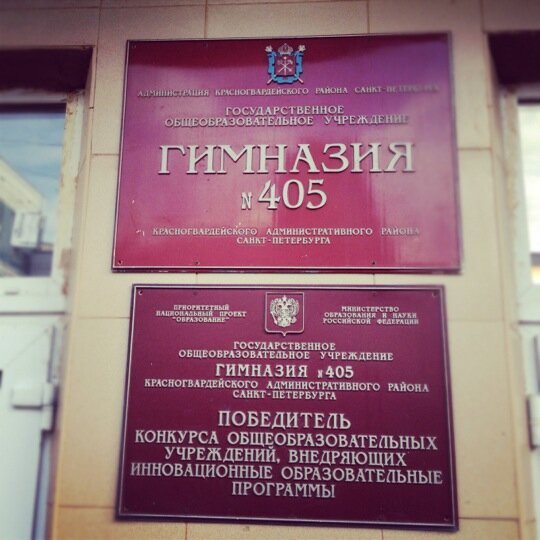 АДМИНИСТРАЦИЯ КРАСНОГВАРДЕЙСКОГО РАЙОНА САНКТ-ПЕТЕРБУРГА
ГОСУДАРСТВЕННОЕ
ОБЩЕОБРАЗОВАТЕЛЬНОЕ УЧРЕЖДЕНИЕ
ГИМНАЗИЯ
N 405
КРАСНОГВАРДЕЙСКОГО АДМИНИСТРАТИВНОГО РАЙОНА
САНКТ-ПЕТЕРБУРГА
ПРИОРИТЕТНЫЙ
НАЦИОНАЛЬНЫЙ ПРОЕКТ
"ОБРАЗОВАНИЕ"
МИНИСТЕРСТВО
ОБРАЗОВАНИЯ И НАУКИ
РОССИЙСКОЙ ФЕДЕРАЦИИ
ГОСУДАРСТВЕННОЕ
ОБЩЕОБРАЗОВАТЕЛЬНОЕ УЧРЕЖДЕНИЕ
ГИМНАЗИЯ N 405
КРАСНОГВАРДЕЙСКОГО АДМИНИСТРАТИВНОГО РАЙОНА
САНКТ-ПЕТЕРБУРГА
ПОБЕДИТЕЛЬ
КОНКУРСА ОБЩЕОБРАЗОВАТЕЛЬНЫХ
УЧРЕЖДЕНИЙ, ВНЕДРЯЮЩИХ
ИННОВАЦИОННЫЕ ОБРАЗОВАТЕЛЬНЫЕ
ПРОГРАММЫ